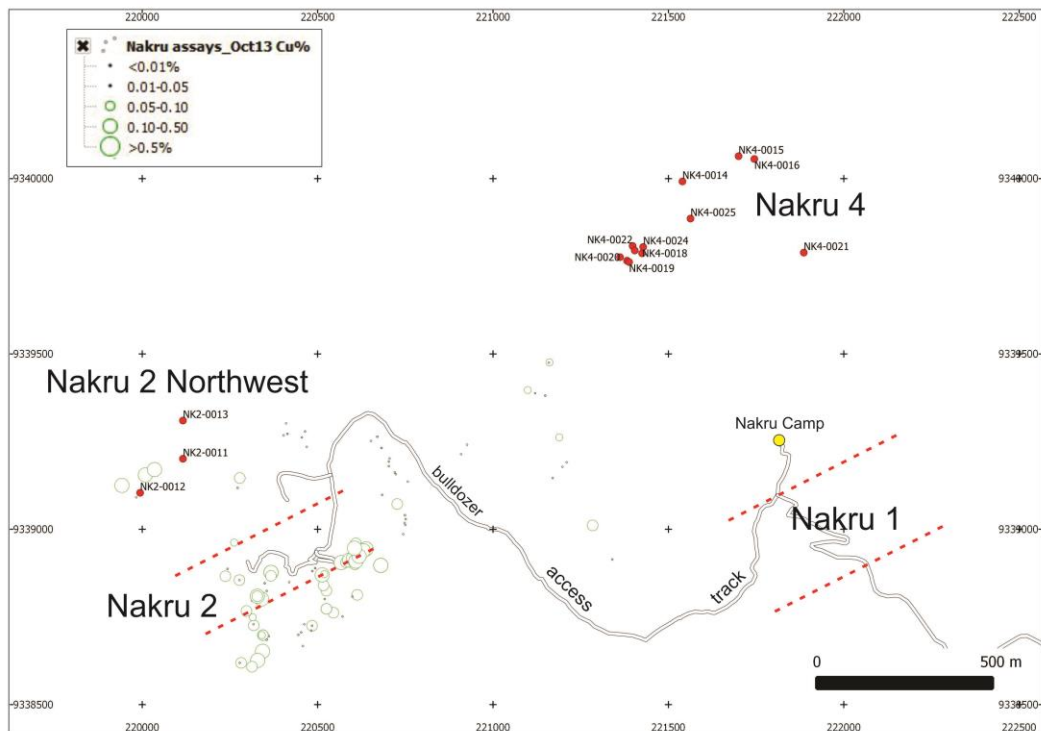 220000 220500 221000 221500 222000 222500
Nakru assays_Oct13 Cu%
<0.01%
0.01-0.05
0.05-0.10
0.10-0.50
>0.5%
9340000 9340000
NK4-0015
NK4-0016
NK4-0014
Nakru 4
NK4-0025
NK4-0022 NK4-0024
NK4-0018 NK4-0021
NK4-0020
NK4-0019
9339500 9339500
Nakru 2 Northwest
NK2-0013
Nakru Camp
NK2-0011
NK2-0012
bulldozer
9339000 9339000
Nakru 1
access
track
Nakru 2
0 500 m
9338500 9338500
220000 220500 221000 221500 222000 222500